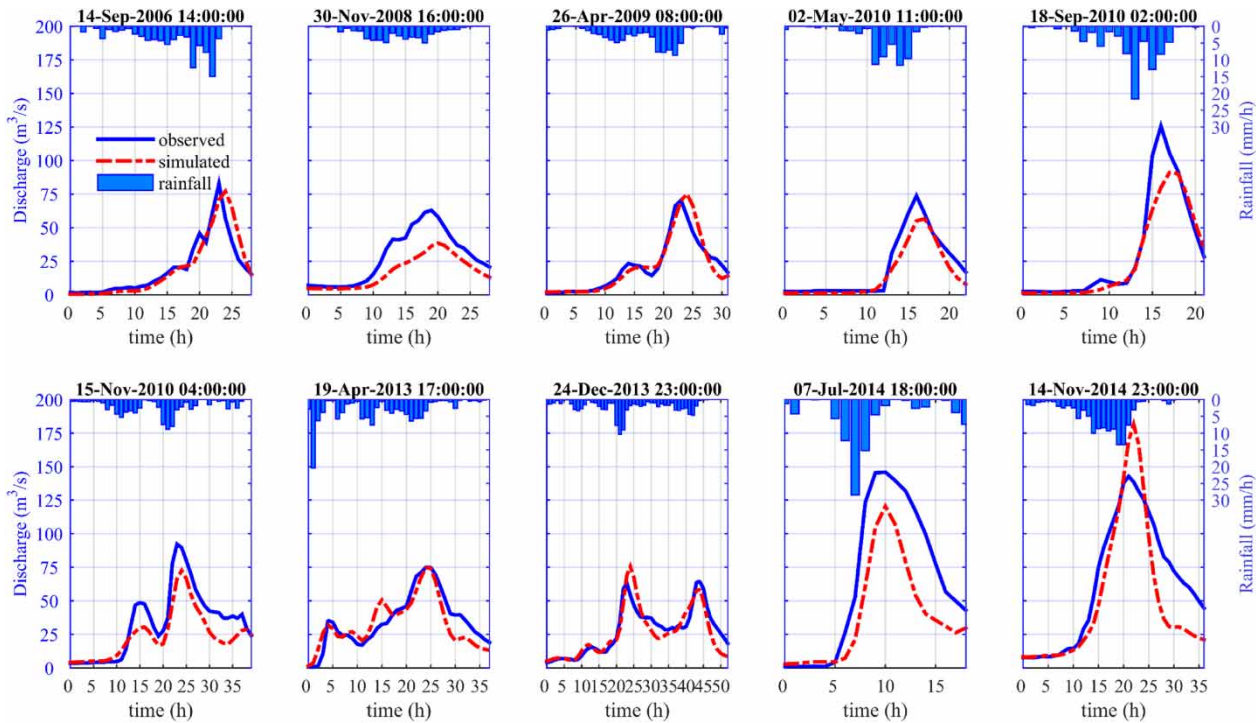 14-Sep-2006 14:00:00 30-Nov-2008 16:00:00 26-Apr-2009 08:00:00 02-May-2010 11:00:00 18-Sep-2010 02:00:00
200 175 150 125 100 75 50 25 0
Discharge (m³/s)
observed
simulated
rainfall
0 5 10 15 20 25 30
Rainfall (mm/h)
0 5 10 15 20 25 0 5 10 15 20 25 0 5 10 15 20 25 30 0 5 10 15 20 0 5 10 15 20
time (h) time (h) time (h) time (h) time (h)
15-Nov-2010 04:00:00 19-Apr-2013 17:00:00 24-Dec-2013 23:00:00 07-Jul-2014 18:00:00 14-Nov-2014 23:00:00
200 175 150 125 100 75 50 25 0
Discharge (m³/s)
0 5 10 15 20 25 30
Rainfall (mm/h)
0 5 10 15 20 25 30 35 0 5 10 15 20 25 30 35 0 5 101520253035404550 0 5 10 15 0 5 10 15 20 25 30 35
time (h) time (h) time (h) time (h) time (h)